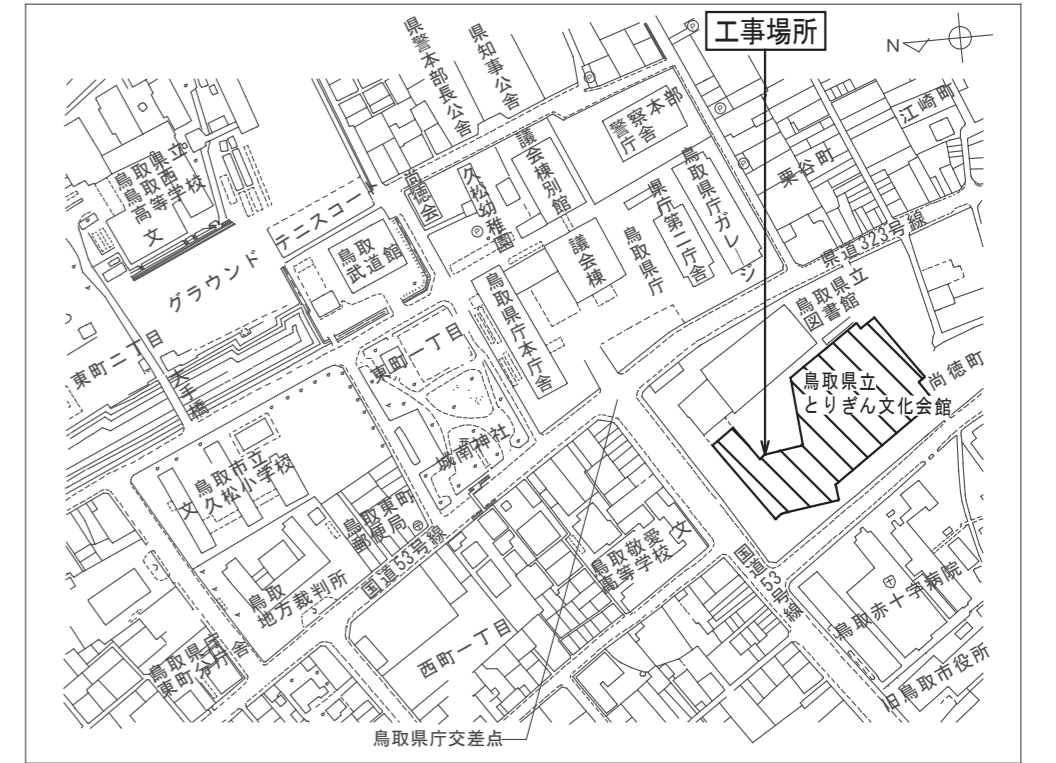 工事場所
N
県警本部長公舎
県知事公舎
江崎町
警察本部
庁舎
栗谷町
議会棟別館
久松幼稚園
尚徳会
鳥取県立
鳥取西
高等学校
文
テニスコー
鳥取
武道館
グラウンド
鳥取県庁ガレージ
県庁第二庁舎
鳥取県庁
議会棟
県道323号線
鳥取県立
図書館
鳥取県庁本庁舎
東町一丁目
東町二丁目
大手橋
尚徳町
鳥取県立
とりぎん文化会館
城南神社
鳥取市立
久松小学校
文
鳥取東町
郵便局
国道53号線
鳥取敬愛
高等学校
文
国道53号線
鳥取
地方裁判所
鳥取赤十字病院
西町一丁目
鳥取県庁
東町分庁舎
旧鳥取市役所
鳥取県庁交差点
P
P
P
P
P